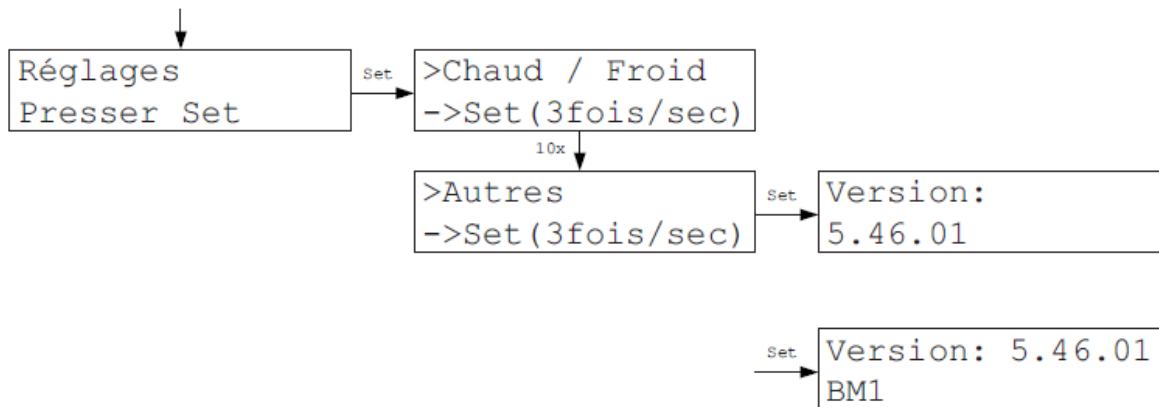 Réglages
Presser Set
Set
>Chaud / Froid
->Set(3fois/sec)
10x
>Autres
->Set(3fois/sec)
Set
Version:
5.46.01
Set
Version: 5.46.01
BM1